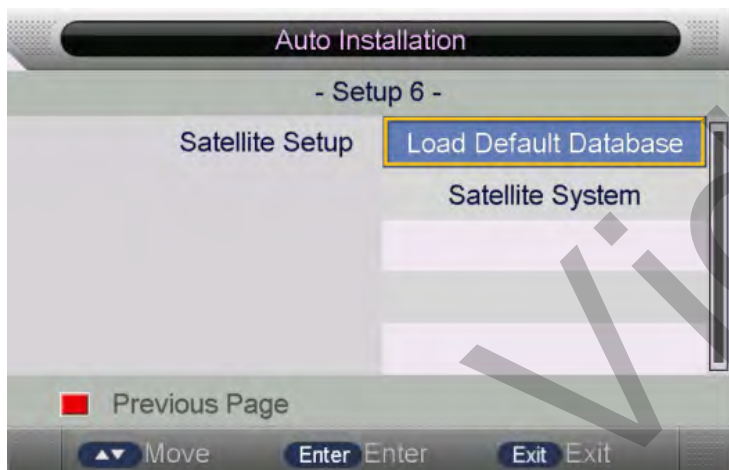 Auto Installation
- Setup 6 -
Satellite Setup Load Default Database
Satellite System
Previous Page
Move Enter Enter Exit Exit